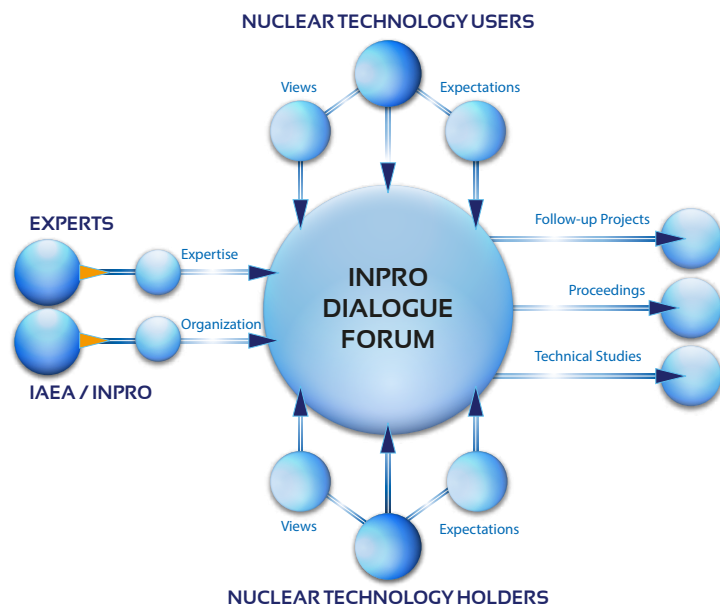 NUCLEAR TECHNOLOGY USERS
Views
Expectations
EXPERTS
Expertise
Organization
IAEA / INPRO
INPRO
DIALOGUE
FORUM
Follow-up Projects
Proceedings
Technical Studies
Views
Expectations
NUCLEAR TECHNOLOGY HOLDERS